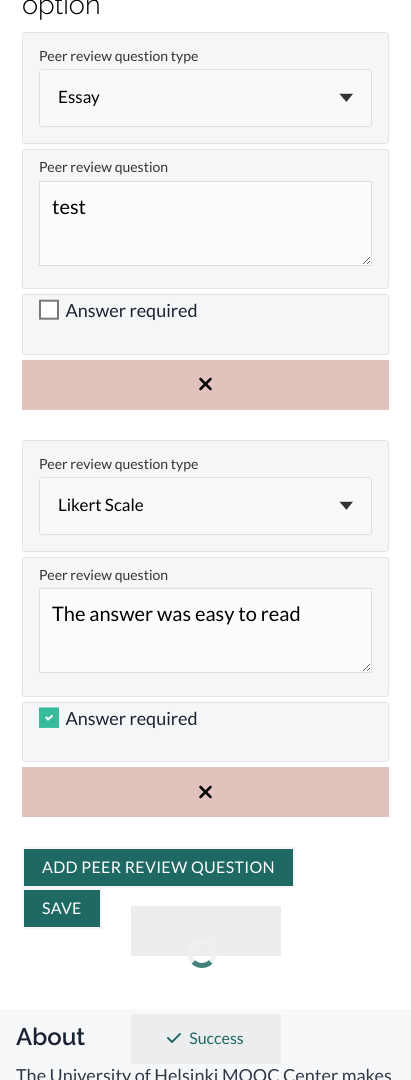 option
Peer review question type
Essay
Peer review question
test
Answer required
Peer review question type
Likert Scale
Peer review question
The answer was easy to read
Answer required
ADD PEER REVIEW QUESTION
SAVE
Success
About
The University of Helsinki MOOC Center makes